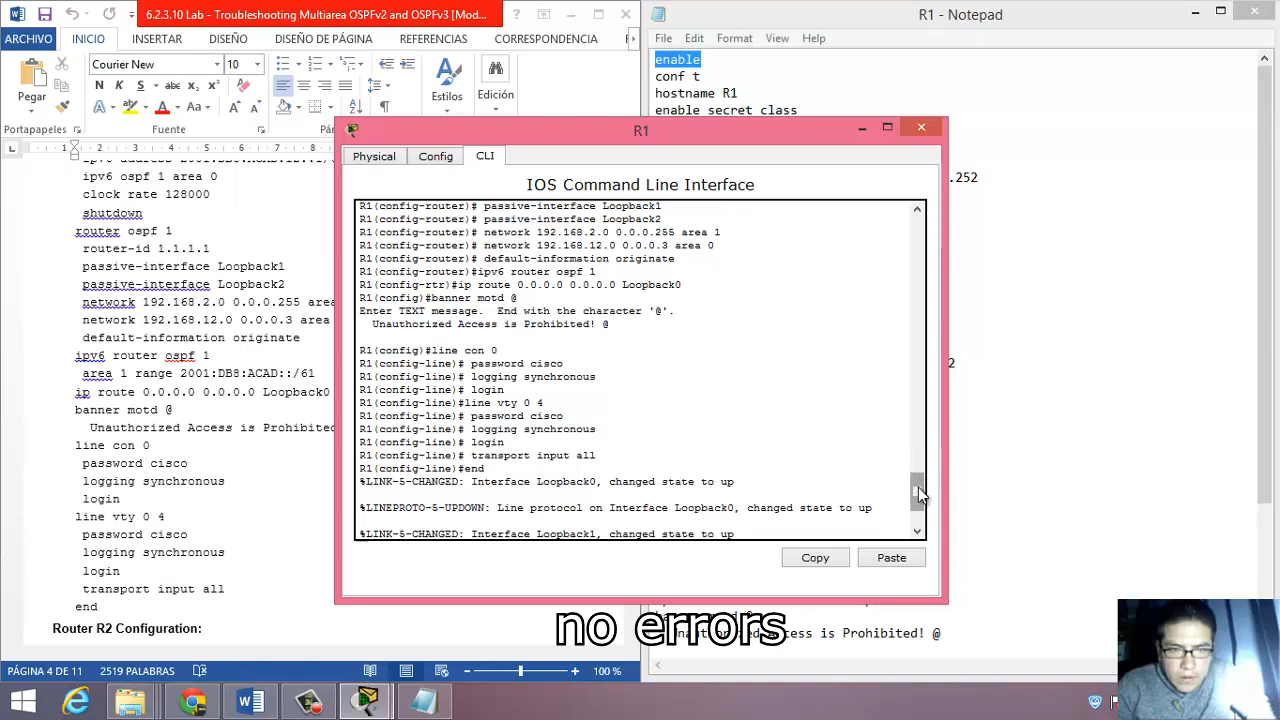 6.2.3.10 Lab - Troubleshooting Multiarea OSPFv2 and OSPFv3 [Mod...
ARCHIVO INICIO INSERTAR DISEÑO DISEÑO DE PÁGINA REFERENCIAS CORRESPONDENCIA
Courier New 10
Pegar
N K S abc x₂ x²
Estilos
Edición
Portapapeles Fuente Pár
1 1 2 3 4 5 6 7 8
ipv6 ospf 1 area 0
clock rate 128000
shutdown
router ospf 1
router-id 1.1.1.1
passive-interface Loopback1
passive-interface Loopback2
network 192.168.2.0 0.0.0.255 area
network 192.168.12.0 0.0.0.3 area
default-information originate
ipv6 router ospf 1
area 1 range 2001:DB8:ACAD::/61
ip route 0.0.0.0 0.0.0.0 Loopback0
banner motd @
Unauthorized Access is Prohibited
line con 0
password cisco
logging synchronous
login
line vty 0 4
password cisco
logging synchronous
login
transport input all
end
Router R2 Configuration:
PÁGINA 4 DE 11 2519 PALABRAS 100 %
R1 - Notepad
File Edit Format View Help
enable
conf t
hostname R1
enable secret class
.252
2
Unauthorized Access is Prohibited! @
R1
Physical Config CLI
IOS Command Line Interface
R1(config-router)# passive-interface Loopback1
R1(config-router)# passive-interface Loopback2
R1(config-router)# network 192.168.2.0 0.0.0.255 area 1
R1(config-router)# network 192.168.12.0 0.0.0.3 area 0
R1(config-router)# default-information originate
R1(config-router)#ipv6 router ospf 1
R1(config-rtr)#ip route 0.0.0.0 0.0.0.0 Loopback0
R1(config)#banner motd @
Enter TEXT message.  End with the character '@'.
Unauthorized Access is Prohibited! @
R1(config)#line con 0
R1(config-line)# password cisco
R1(config-line)# logging synchronous
R1(config-line)# login
R1(config-line)#line vty 0 4
R1(config-line)# password cisco
R1(config-line)# logging synchronous
R1(config-line)# login
R1(config-line)# transport input all
R1(config-line)#end
%LINK-5-CHANGED: Interface Loopback0, changed state to up
%LINEPROTO-5-UPDOWN: Line protocol on Interface Loopback0, changed state to up
%LINK-5-CHANGED: Interface Loopback1, changed state to up
Copy Paste
no errors